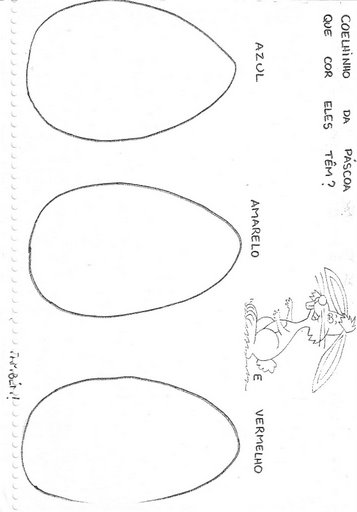 COELHINHO DA PÁSCOA
QUE COR ELES TÊM?
AZUL AMARELO E VERMELHO